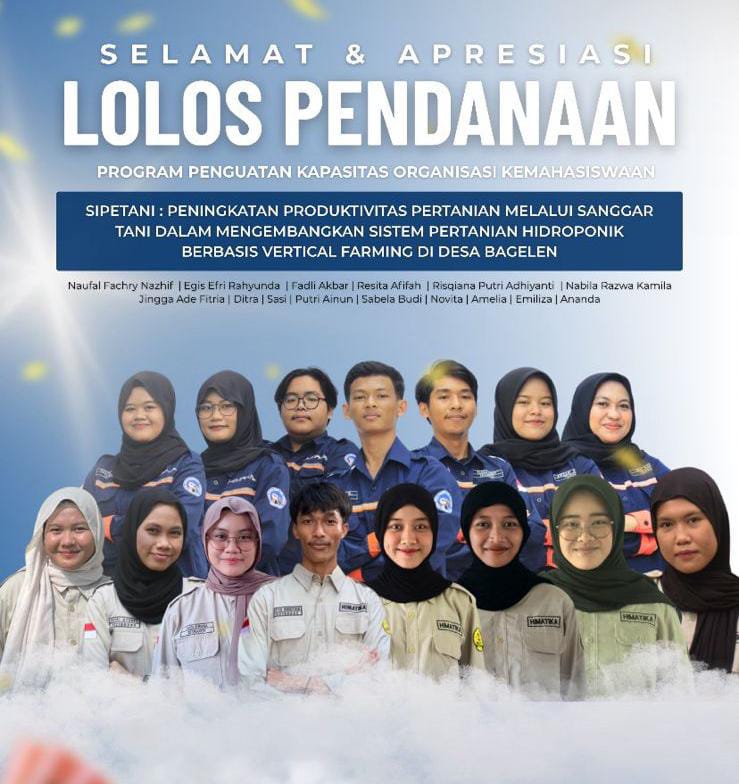 SELAMAT & APRESIASI
LOLOS PENDANAAN
PROGRAM PENGUATAN KAPASITAS ORGANISASI KEMAHASISWAAN
SIPETANI : PENINGKATAN PRODUKTIVITAS PERTANIAN MELALUI SANGGAR
TANI DALAM MENGEMBANGKAN SISTEM PERTANIAN HIDROPONIK
BERBASIS VERTICAL FARMING DI DESA BAGELEN
Naufal Fachry Nazhif | Egis Efri Rahyunda | Fadli Akbar | Resita Afifah | Risqiana Putri Adhiyanti | Nabila Razwa Kamila
Jingga Ade Fitria | Ditra | Sasi | Putri Ainun | Sabela Budi | Novita | Amelia | Emiliza | Ananda
HIMATIKA
HIMATIKA
HIMATIKA
HIMATIKA